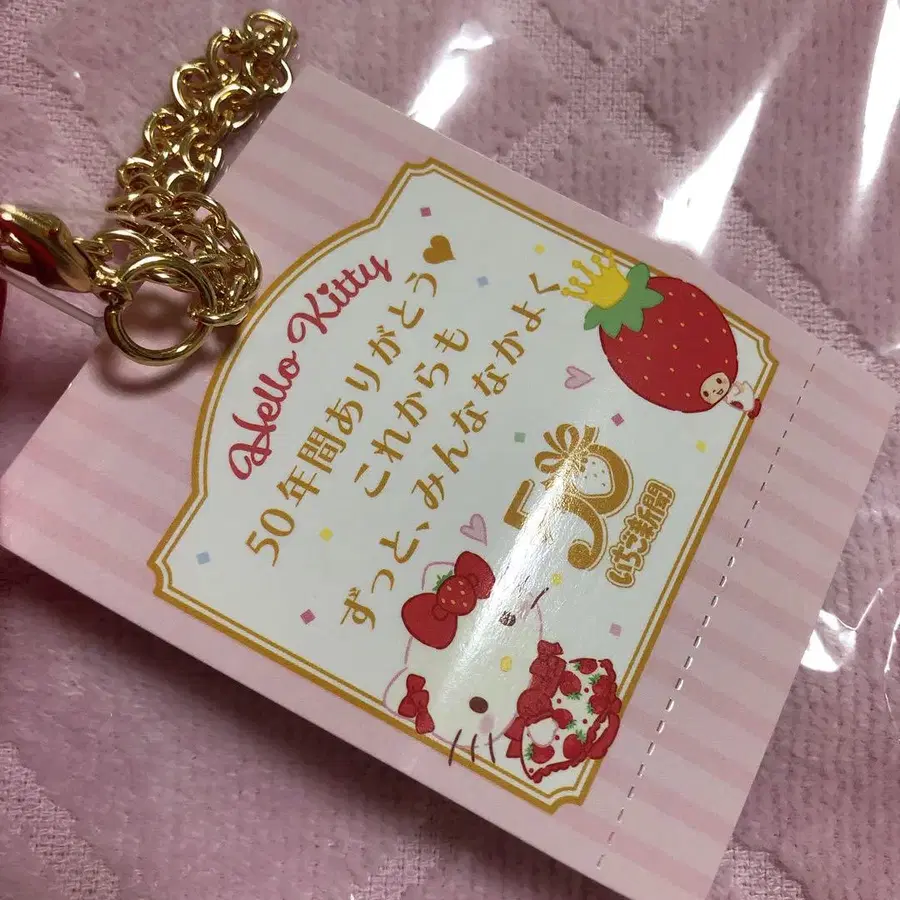 Hello Kitty
50年間ありがとう♥
これからも
ずっと、みんななかよく
50
いちご新聞